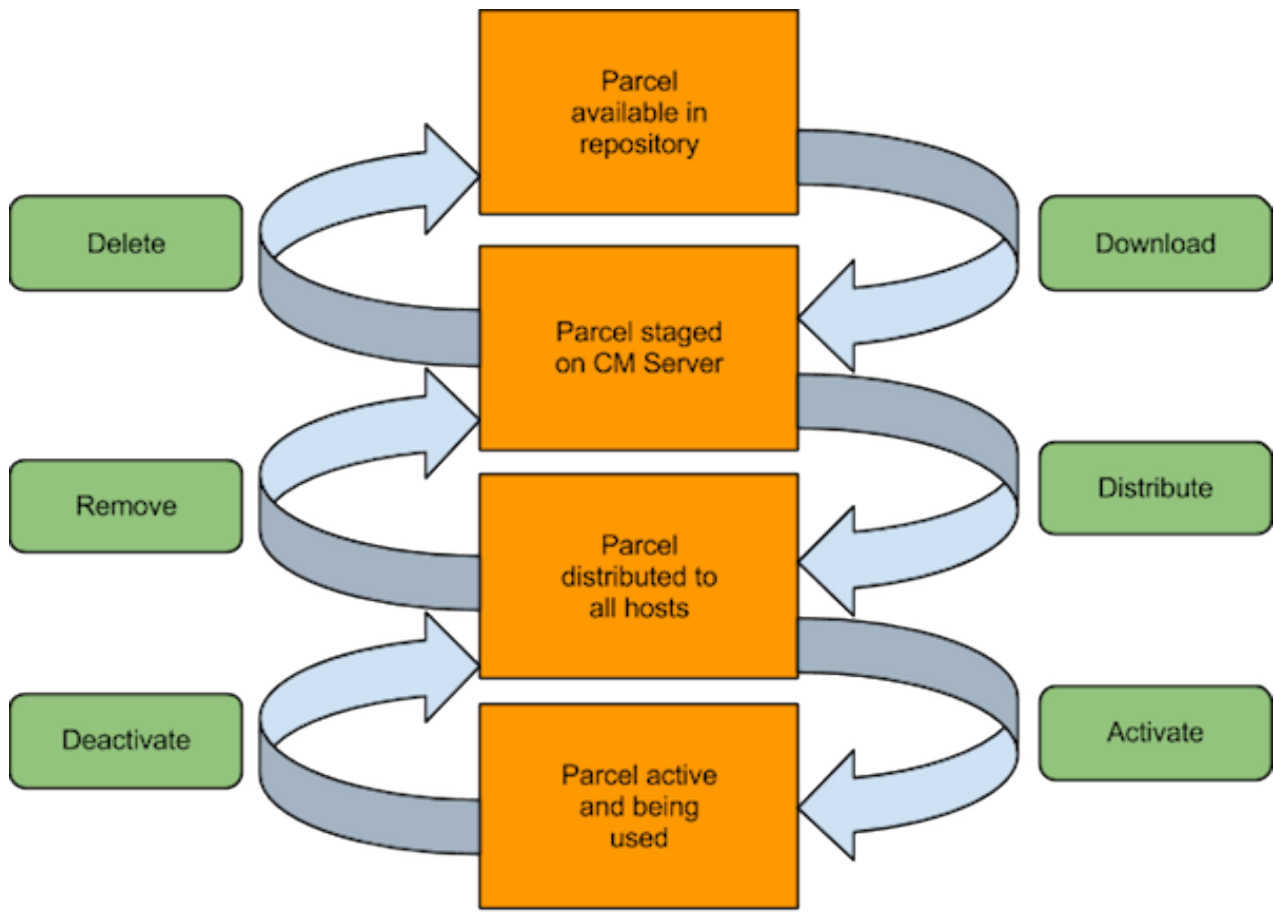 Parcel
available in
repository
Delete
Download
Parcel staged
on CM Server
Remove
Distribute
Parcel
distributed to
all hosts
Deactivate
Activate
Parcel active
and being
used